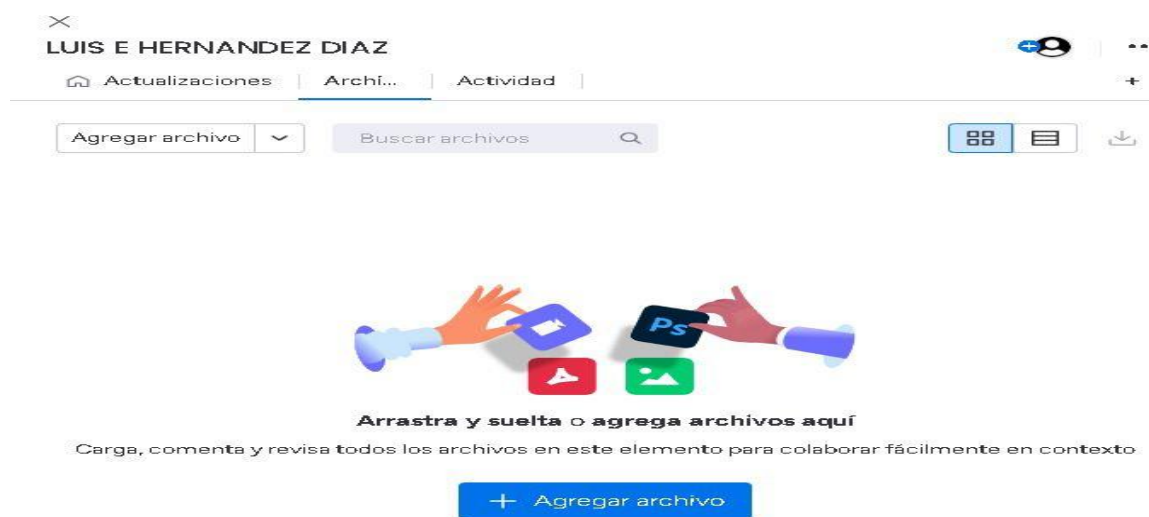 LUIS E HERNANDEZ DIAZ
Actualizaciones Archi... Actividad
Agregar archivo Buscar archivos
Ps
Arrastra y suelta o agrega archivos aquí
Carga, comenta y revisa todos los archivos en este elemento para colaborar fácilmente en contexto
+ Agregar archivo